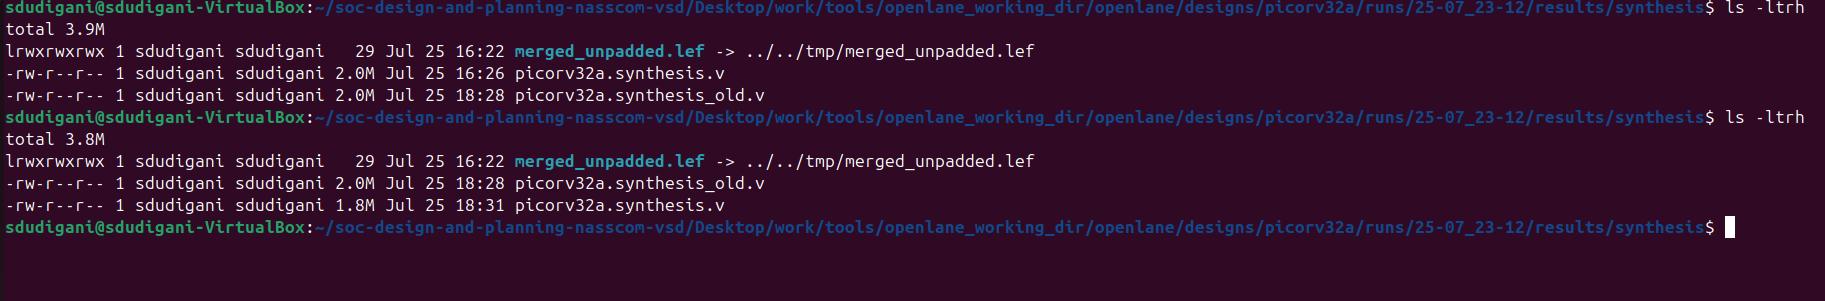 sdudigani@sdudigani-VirtualBox:~/soc-design-and-planning-nasscom-vsd/Desktop/work/tools/openlane_working_dir/openlane/designs/picorv32a/runs/25-07_23-12/results/synthesis$ ls -ltrh
total 3.9M
lrwxrwxrwx 1 sdudigani sdudigani   29 Jul 25 16:22 merged_unpadded.lef -> ../../tmp/merged_unpadded.lef
-rw-r--r-- 1 sdudigani sdudigani 2.0M Jul 25 16:26 picorv32a.synthesis.v
-rw-r--r-- 1 sdudigani sdudigani 2.0M Jul 25 18:28 picorv32a.synthesis_old.v
sdudigani@sdudigani-VirtualBox:~/soc-design-and-planning-nasscom-vsd/Desktop/work/tools/openlane_working_dir/openlane/designs/picorv32a/runs/25-07_23-12/results/synthesis$ ls -ltrh
total 3.8M
lrwxrwxrwx 1 sdudigani sdudigani   29 Jul 25 16:22 merged_unpadded.lef -> ../../tmp/merged_unpadded.lef
-rw-r--r-- 1 sdudigani sdudigani 2.0M Jul 25 18:28 picorv32a.synthesis_old.v
-rw-r--r-- 1 sdudigani sdudigani 1.8M Jul 25 18:31 picorv32a.synthesis.v
sdudigani@sdudigani-VirtualBox:~/soc-design-and-planning-nasscom-vsd/Desktop/work/tools/openlane_working_dir/openlane/designs/picorv32a/runs/25-07_23-12/results/synthesis$